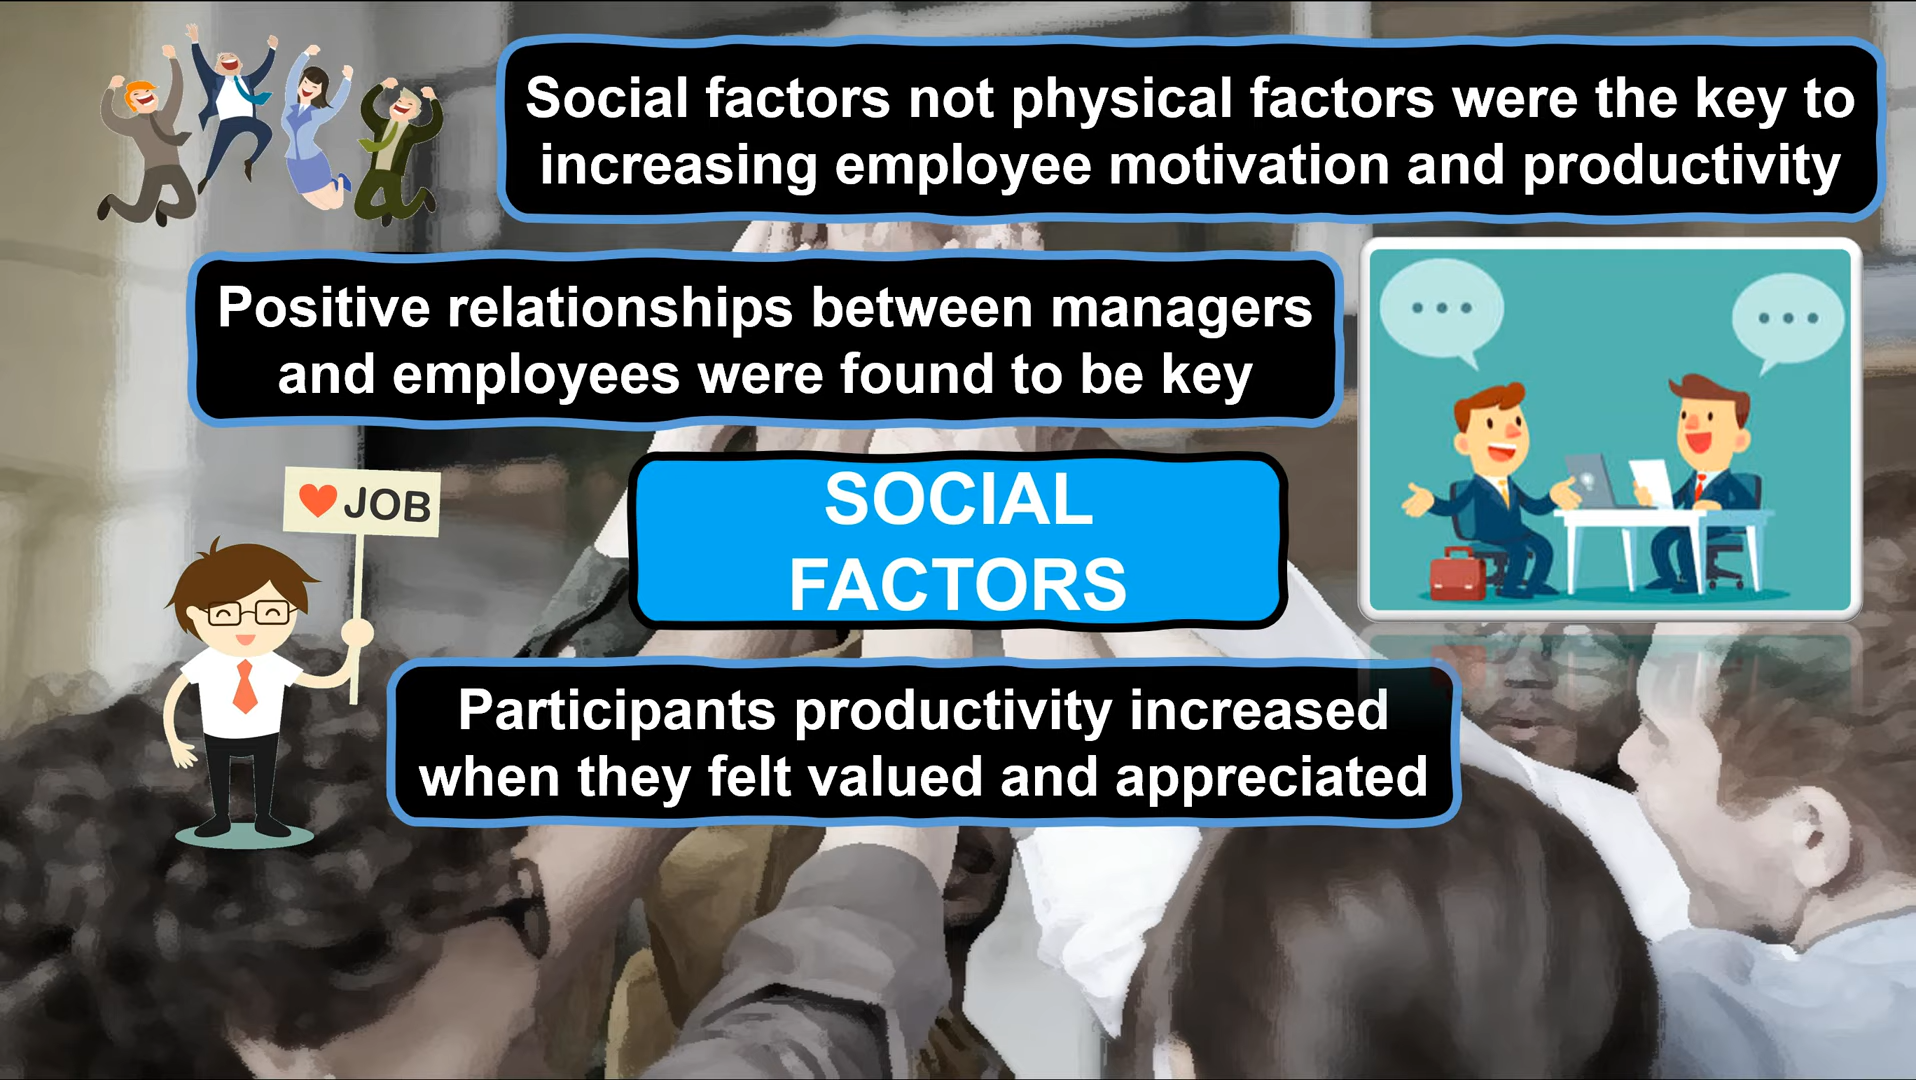 Social factors not physical factors were the key to
increasing employee motivation and productivity
Positive relationships between managers
and employees were found to be key
JOB
SOCIAL
FACTORS
Participants productivity increased
when they felt valued and appreciated